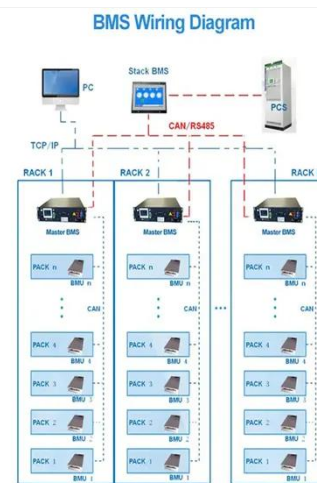 BMS Wiring Diagram
Stack BMS
PC
PCS
CAN/RS485
TCP/IP
RACK 1
RACK 2
RACK
Master BMS
Master BMS
Master BMS
PACK n
BMU n
PACK n
BMU n
PACK n
BMU n
CAN
CAN
CAN
PACK 4
BMU 4
PACK 4
BMU 4
PACK 4
BMU 4
PACK 3
BMU 3
PACK 3
BMU 3
PACK 3
BMU 3
PACK 2
BMU 2
PACK 2
BMU 2
PACK 2
BMU 2
PACK 1
BMU 1
PACK 1
BMU 1
PACK 1
BMU 1